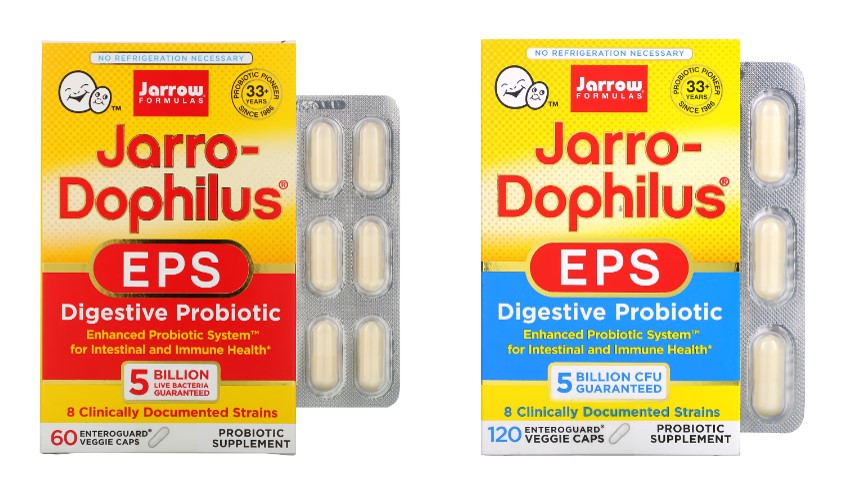 NO REFRIGERATION NECESSARY
Jarrow
FORMULAS
PROBIOTIC PIONEER
33+
YEARS
SINCE 1986
TM
Jarro-
Dophilus®
EPS
Digestive Probiotic
Enhanced Probiotic System™
for Intestinal and Immune Health*
5 BILLION
LIVE BACTERIA
GUARANTEED
8 Clinically Documented Strains
60 ENTEROGUARD®
VEGGIE CAPS
PROBIOTIC
SUPPLEMENT
NO REFRIGERATION NECESSARY
Jarrow
FORMULAS
PROBIOTIC PIONEER
33+
YEARS
SINCE 1986
TM
Jarro-
Dophilus®
EPS
Digestive Probiotic
Enhanced Probiotic System™
for Intestinal and Immune Health*
5 BILLION CFU
GUARANTEED
8 Clinically Documented Strains
120 ENTEROGUARD®
VEGGIE CAPS
PROBIOTIC
SUPPLEMENT